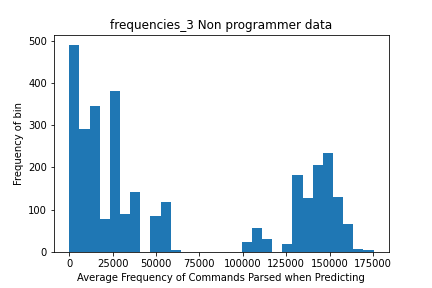 frequencies_3 Non programmer data
Frequency of bin
500
400
300
200
100
0
0 25000 50000 75000 100000 125000 150000 175000
Average Frequency of Commands Parsed when Predicting